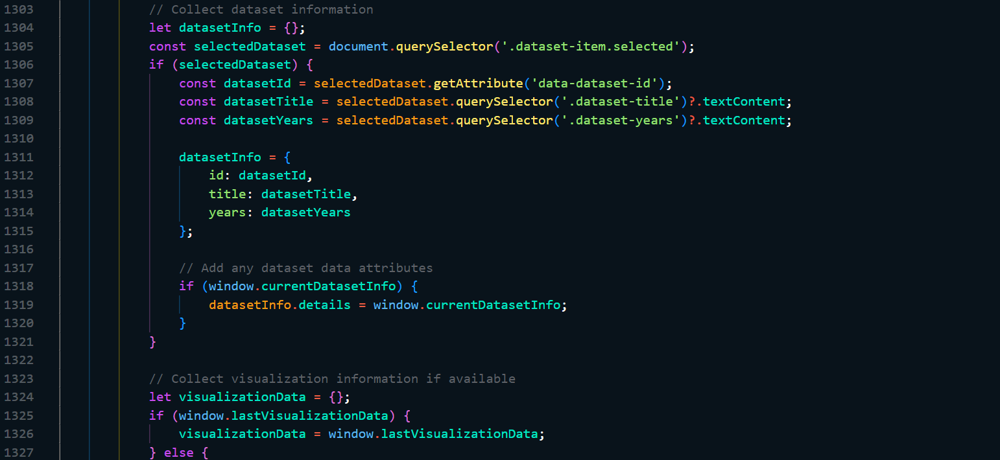 1303 // Collect dataset information
1304 let datasetInfo = {};
1305 const selectedDataset = document.querySelector('.dataset-item.selected');
1306 if (selectedDataset) {
1307 const datasetId = selectedDataset.getAttribute('data-dataset-id');
1308 const datasetTitle = selectedDataset.querySelector('.dataset-title')?.textContent;
1309 const datasetYears = selectedDataset.querySelector('.dataset-years')?.textContent;
1310
1311 datasetInfo = {
1312 id: datasetId,
1313 title: datasetTitle,
1314 years: datasetYears
1315 };
1316
1317 // Add any dataset data attributes
1318 if (window.currentDatasetInfo) {
1319 datasetInfo.details = window.currentDatasetInfo;
1320 }
1321 }
1322
1323 // Collect visualization information if available
1324 let visualizationData = {};
1325 if (window.lastVisualizationData) {
1326 visualizationData = window.lastVisualizationData;
1327 } else {